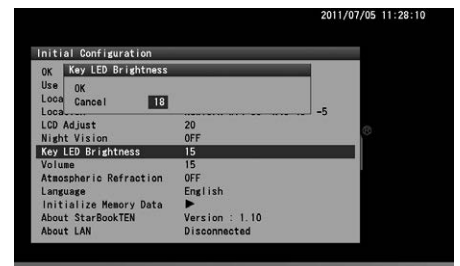 2011/07/05 11:28:10
Initial Configuration
OK
Key LED Brightness
Use
OK
Loca
Cancel 18
Loca
-5
LCD Adjust 20
Night Vision OFF
Key LED Brightness 15
Volume 15
Atmospheric Refraction OFF
Language English
Initialize Memory Data ▶
About StarBookTEN Version : 1.10
About LAN Disconnected